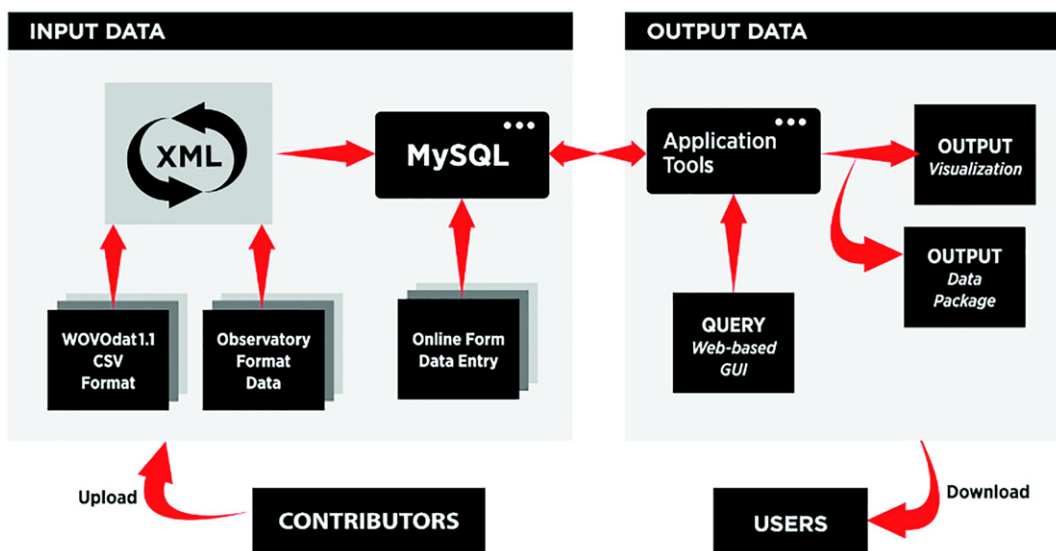 INPUT DATA
XML
MySQL
WOVOdat1.1
CSV
Format
Observatory
Format
Data
Online Form
Data Entry
Upload
CONTRIBUTORS
OUTPUT DATA
Application
Tools
OUTPUT
Visualization
OUTPUT
Data
Package
QUERY
Web-based
GUI
Download
USERS